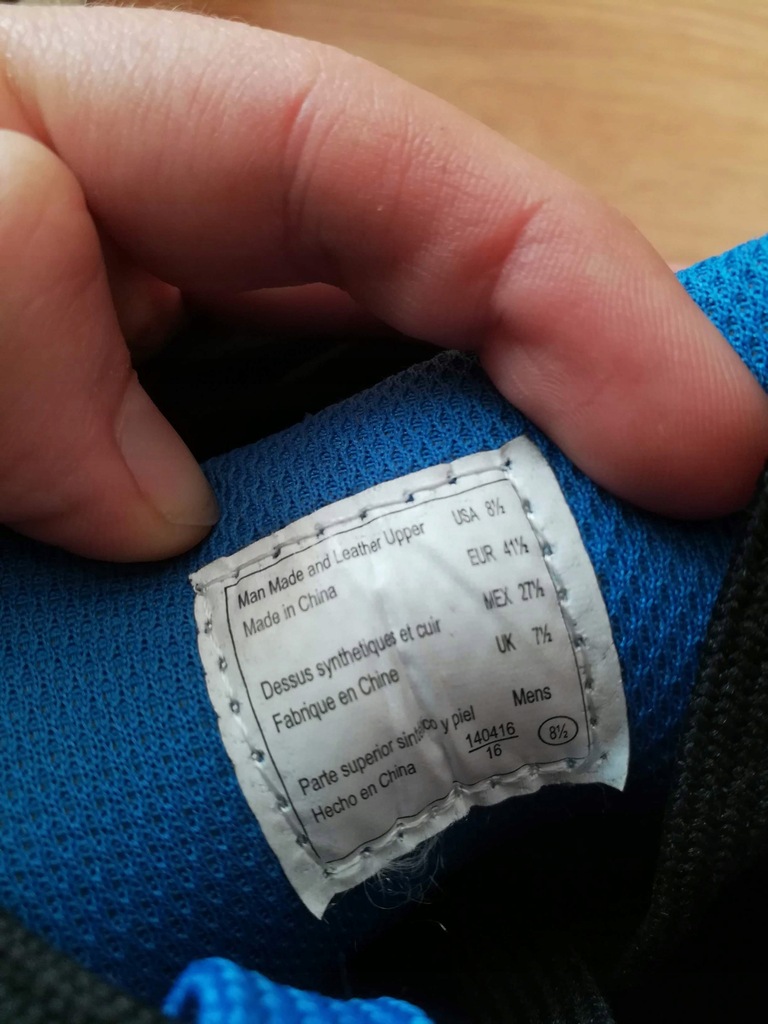 Man Made and Leather Upper
Made in China
Dessus synthetiques et cuir
Fabrique en Chine
Parte superior sintetico y piel
Hecho en China
USA 8½
EUR 41½
MEX 27½
UK 7½
Mens
140416
16
8½